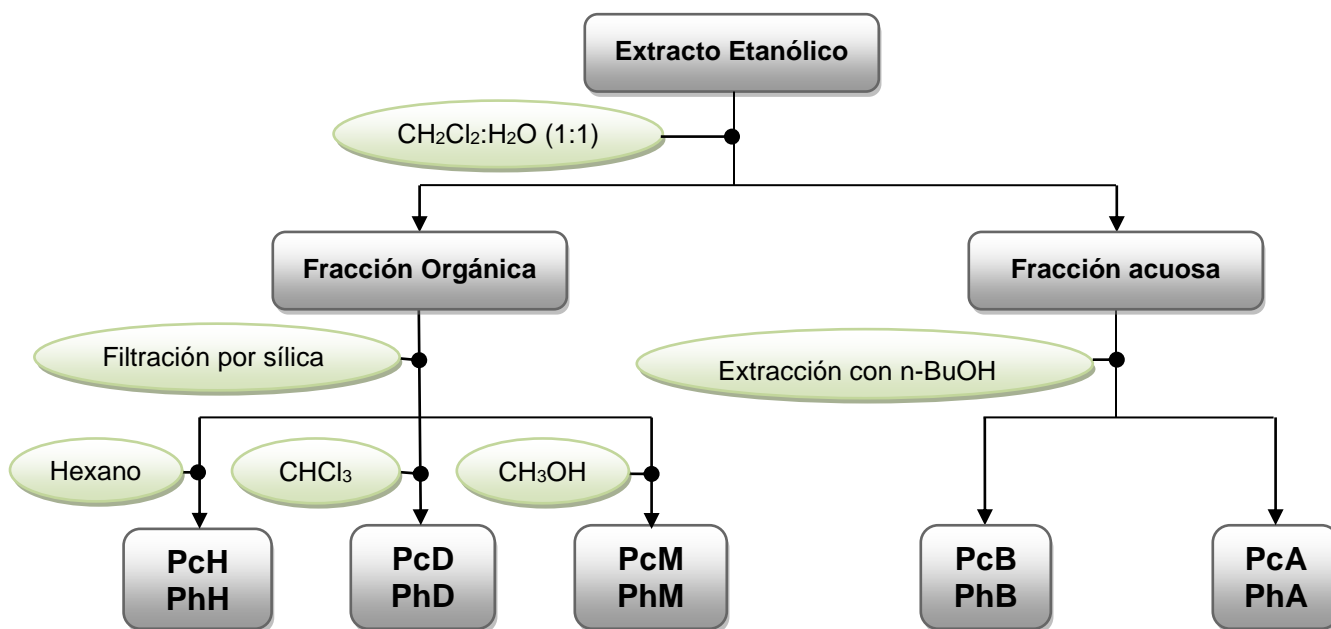 Extracto Etanólico
CH₂Cl₂:H₂O (1:1)
Fracción Orgánica
Fracción acuosa
Filtración por sílica
Extracción con n-BuOH
Hexano
CHCl₃
CH₃OH
PcH
PhH
PcD
PhD
PcM
PhM
PcB
PhB
PcA
PhA